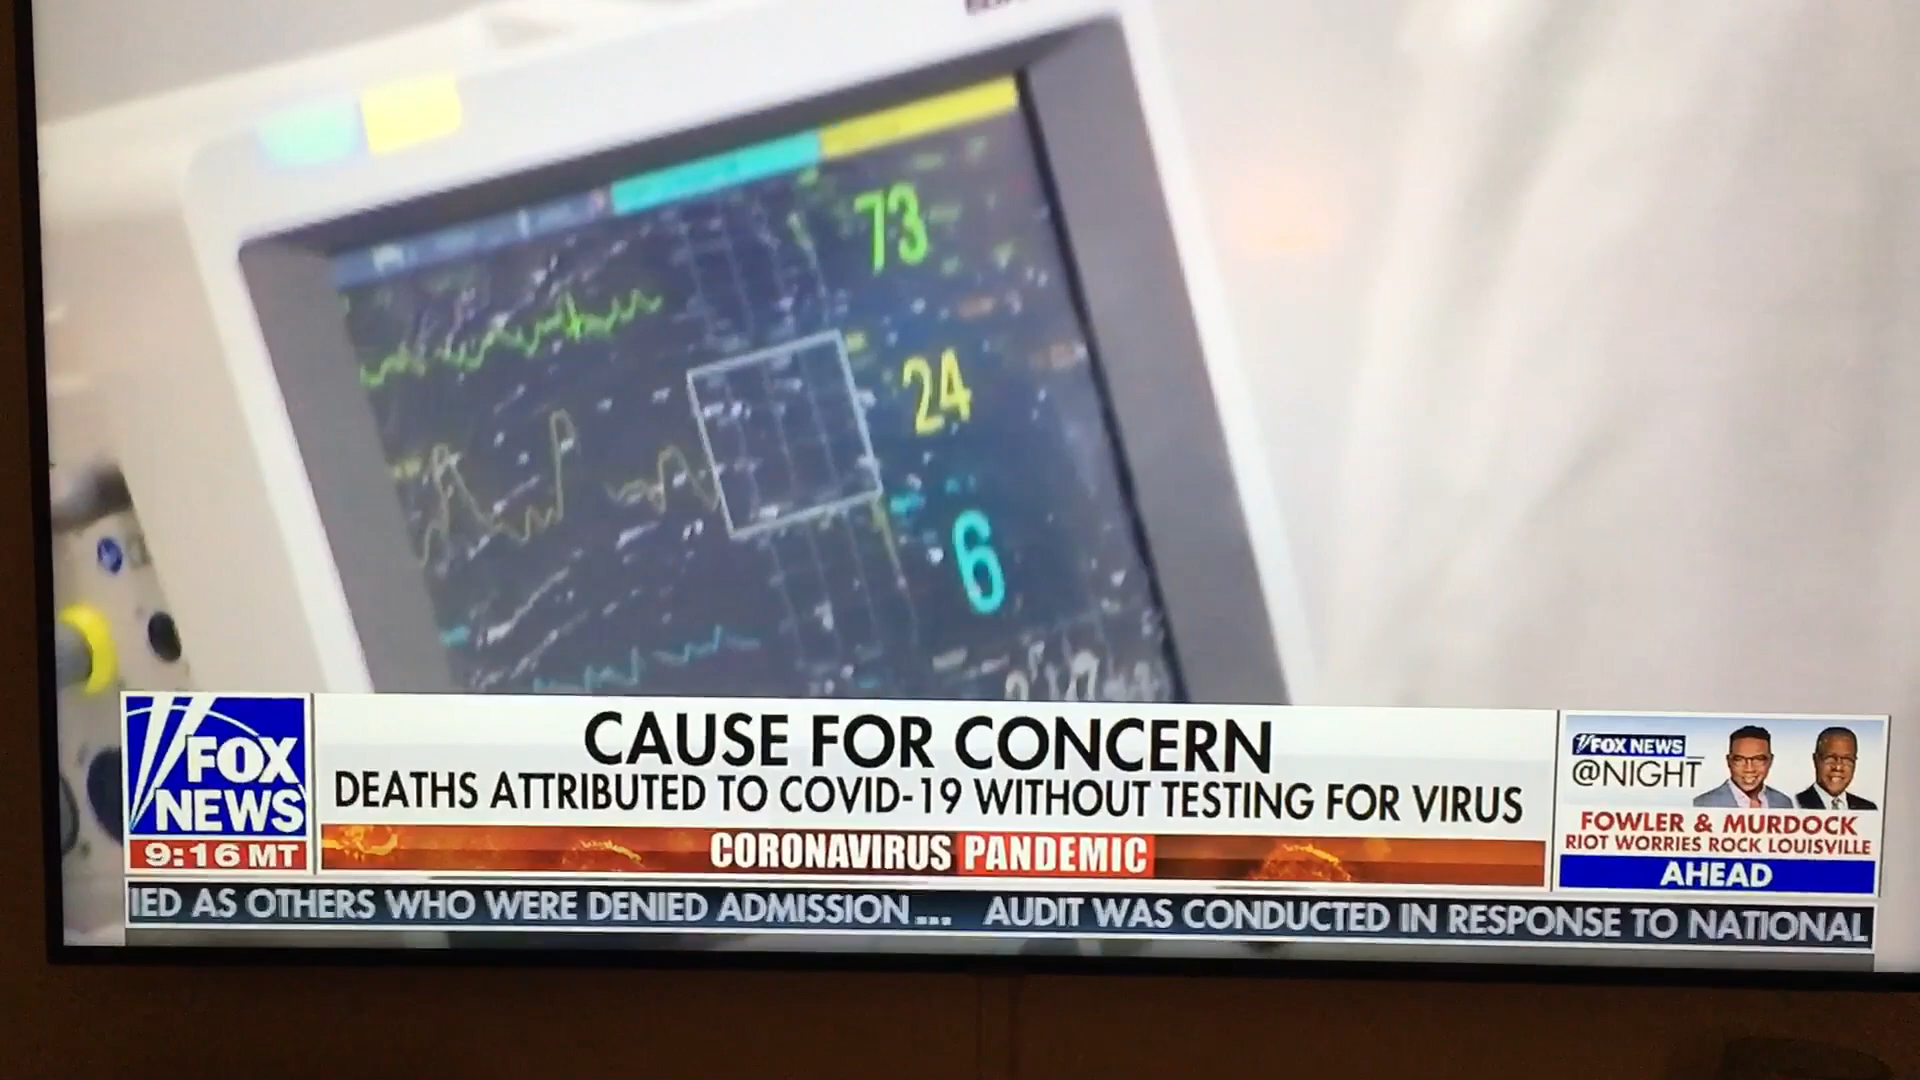 73
24
6
CAUSE FOR CONCERN
DEATHS ATTRIBUTED TO COVID-19 WITHOUT TESTING FOR VIRUS
CORONAVIRUS PANDEMIC
FOX
NEWS
9:16 MT
FOX NEWS
@NIGHT
FOWLER & MURDOCK
RIOT WORRIES ROCK LOUISVILLE
AHEAD
IED AS OTHERS WHO WERE DENIED ADMISSION... AUDIT WAS CONDUCTED IN RESPONSE TO NATIONAL